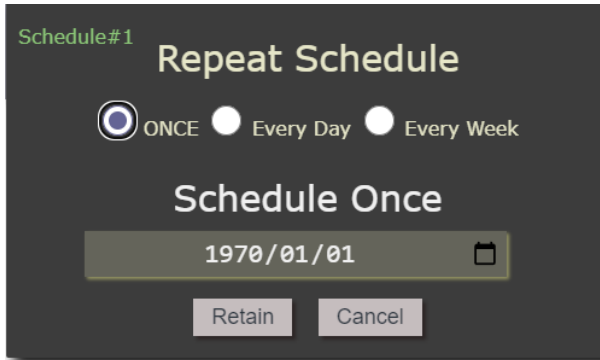 Schedule#1
Repeat Schedule
ONCE Every Day Every Week
Schedule Once
1970/01/01
Retain Cancel